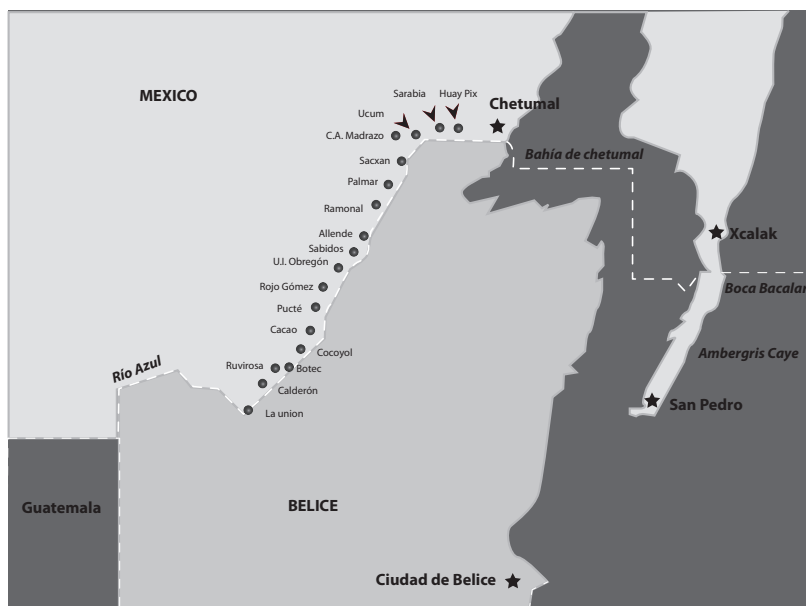 MEXICO
Sarabia
Huay Pix
Chetumal
Ucum
C.A. Madrazo
Bahía de chetumal
Sacxan
Palmar
Ramonal
Allende
Xcalak
Sabidos
U.I. Obregón
Boca Bacalar
Rojo Gómez
Pucté
Cacao
Cocoyol
Ambergris Caye
Río Azul
Ruvirosa
Botec
Calderón
San Pedro
La union
Guatemala
BELICE
Ciudad de Belice